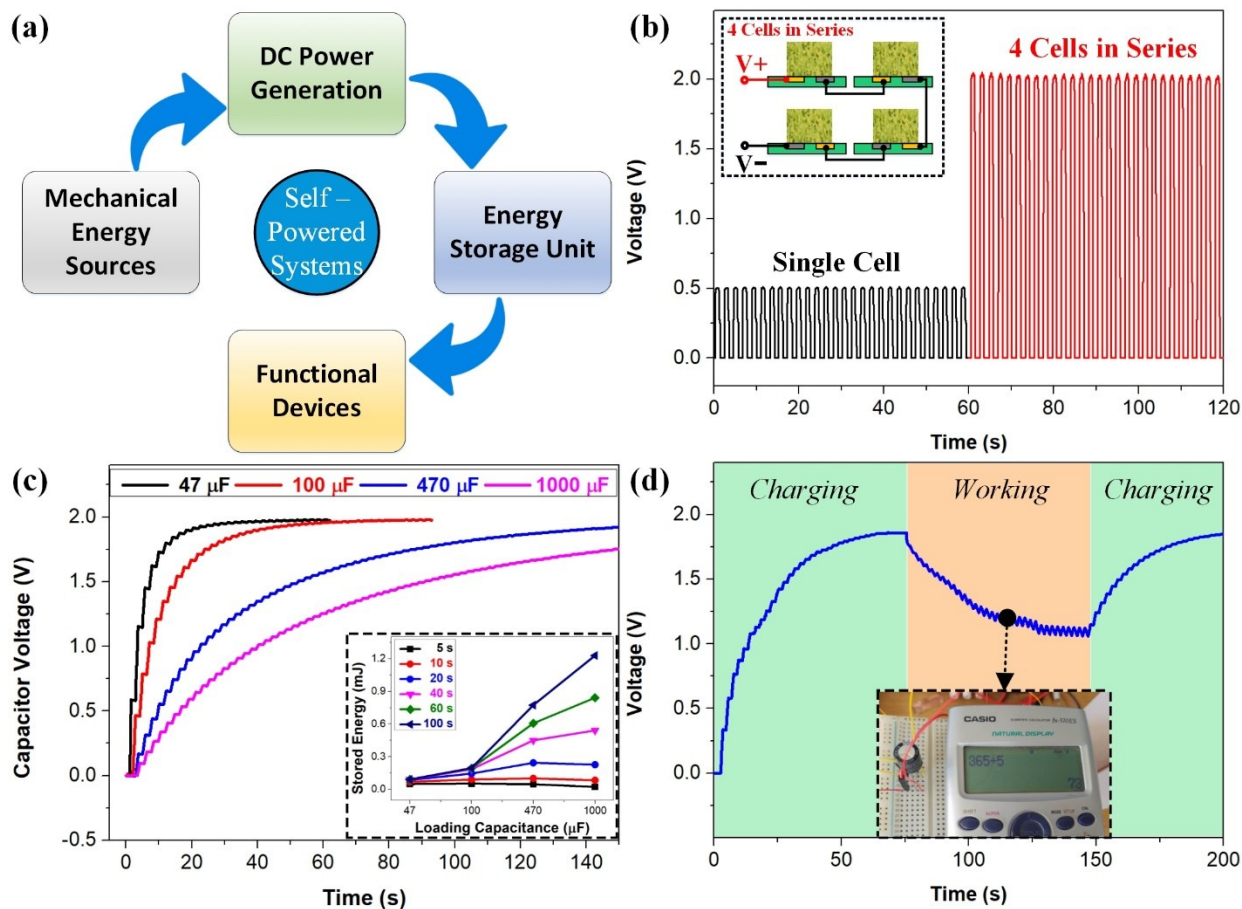 (a)
DC Power
Generation
Mechanical
Energy
Sources
Self –
Powered
Systems
Energy
Storage Unit
Functional
Devices
(b)
4 Cells in Series
V+
V−
4 Cells in Series
Single Cell
Voltage (V)
2.0
1.5
1.0
0.5
0.0
0 20 40 60 80 100 120
Time (s)
(c)
47 μF 100 μF 470 μF 1000 μF
Capacitor Voltage (V)
2.0
1.5
1.0
0.5
0.0
-0.5
0 20 40 60 80 100 120 140
Time (s)
Stored Energy (mJ)
1.2
0.9
0.6
0.3
0.0
5 s
10 s
20 s
40 s
60 s
100 s
47 100 470 1000
Loading Capacitance (μF)
(d)
Charging Working Charging
Voltage (V)
2.0
1.5
1.0
0.5
0.0
CASIO
NATURAL DISPLAY
365÷5
73
SHIFT ALPHA ON
0 50 100 150 200
Time (s)